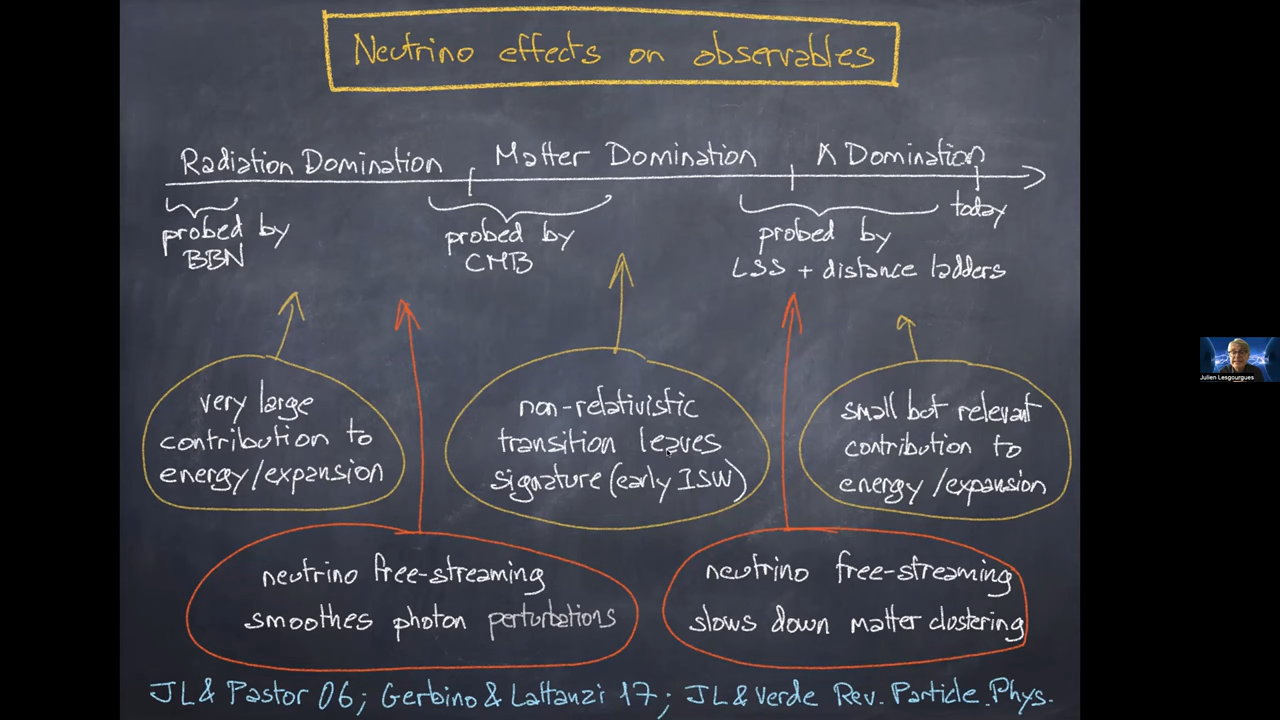 Neutrino effects on observables
Radiation Domination
Matter Domination
Λ Domination
today
probed by
BBN
probed by
CMB
probed by
LSS + distance ladders
very large
contribution to
energy/expansion
non-relativistic
transition leaves
signature (early ISW)
small but relevant
contribution to
energy/expansion
neutrino free-streaming
smoothes photon perturbations
neutrino free-streaming
slows down matter clustering
JL & Pastor 06; Gerbino & Lattanzi 17; JL & Verde Rev. Particle. Phys.
Julien Lesgourgues